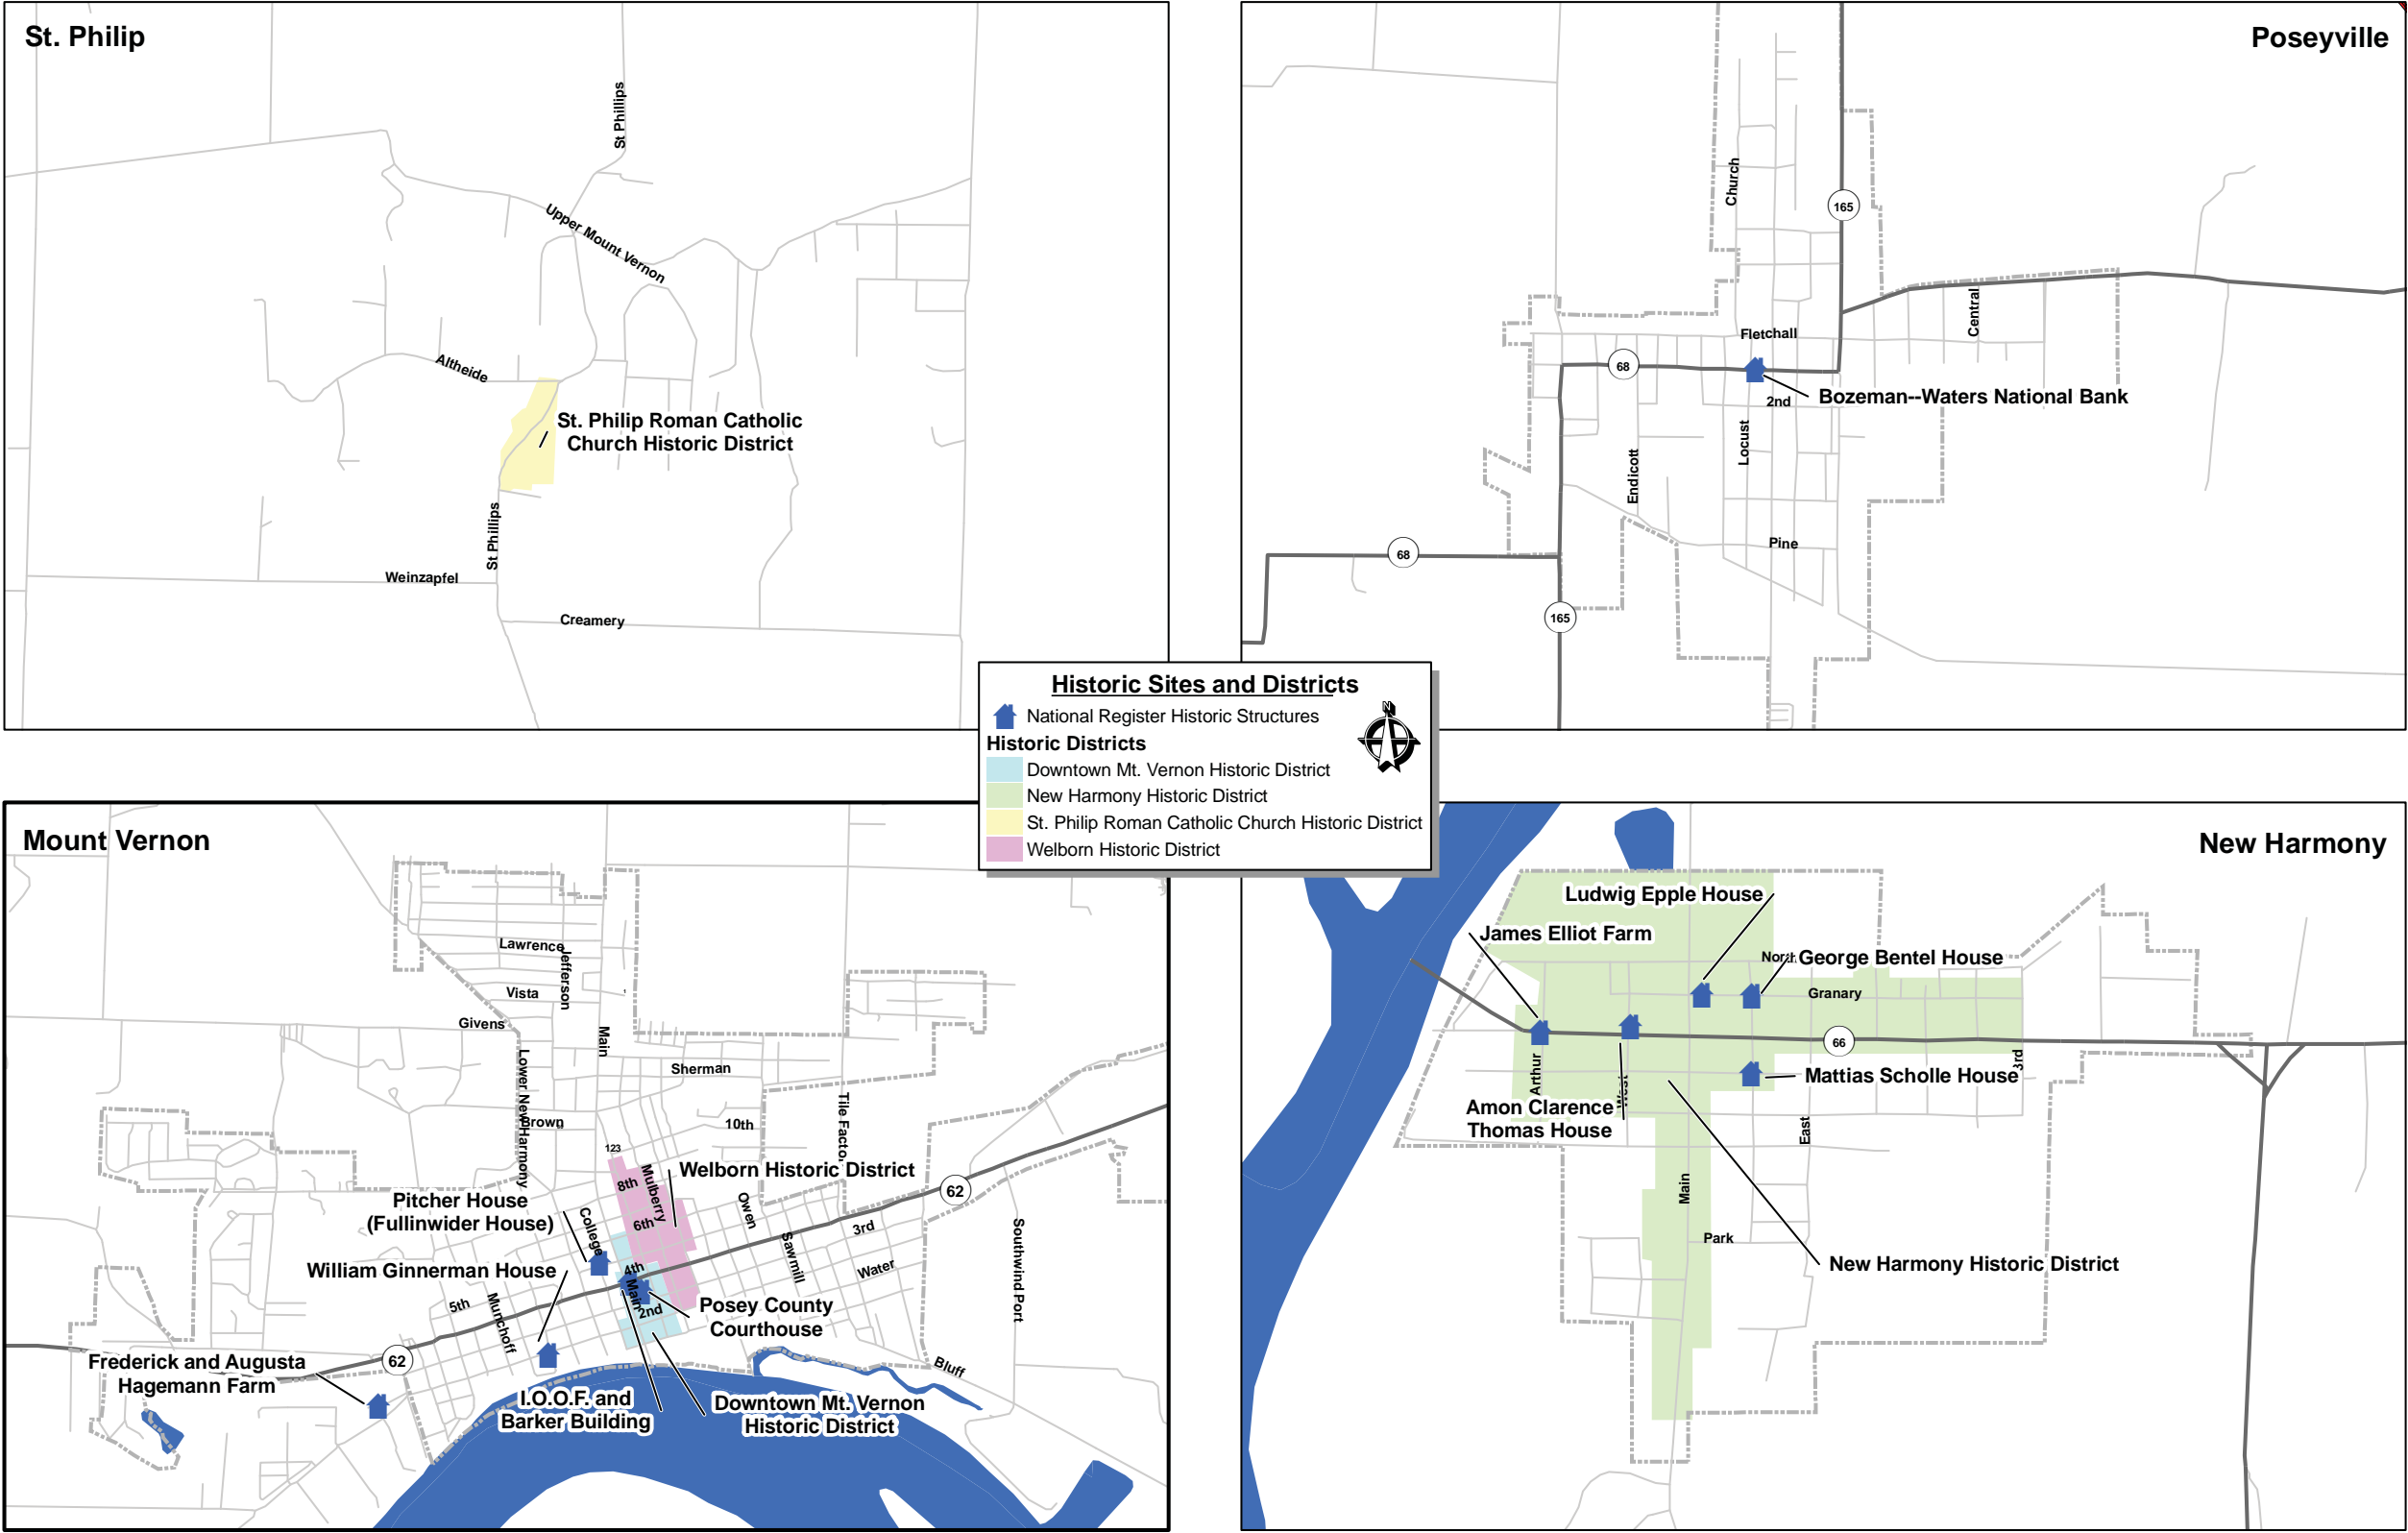 St. Philip
St Phillips
Upper Mount Vernon
Altheide
St. Philip Roman Catholic
Church Historic District
St Phillips
Weinzapfel
Creamery
Poseyville
Church
165
Fletchall
Central
68
Bozeman--Waters National Bank
2nd
Locust
Endicott
Pine
68
165
Historic Sites and Districts
N
National Register Historic Structures
Historic Districts
Downtown Mt. Vernon Historic District
New Harmony Historic District
St. Philip Roman Catholic Church Historic District
Welborn Historic District
Mount Vernon
Lawrence
Jefferson
Vista
Givens
Main
Lower New Harmony
Sherman
Brown
10th
Tile Facto
123
Welborn Historic District
Mulberry
8th
62
Pitcher House
(Fullinwider House)
College
6th
Owen
3rd
Southwind Port
William Ginnerman House
4th
Sawmill
Water
Main
5th
Munchoff
2nd
Posey County
Courthouse
62
Frederick and Augusta
Hagemann Farm
Bluff
I.O.O.F. and
Barker Building
Downtown Mt. Vernon
Historic District
New Harmony
Ludwig Epple House
James Elliot Farm
North
George Bentel House
Granary
66
Arthur
West
3rd
Mattias Scholle House
Amon Clarence
Thomas House
East
Main
Park
New Harmony Historic District